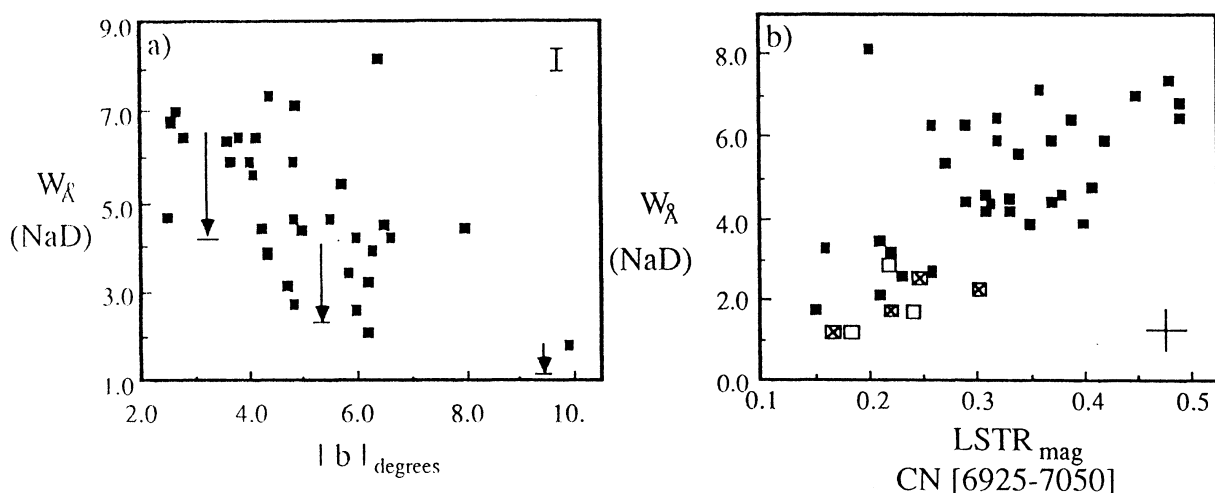 a)
9.0
7.0
5.0
3.0
1.0
W Å
(NaD)
2.0 4.0 6.0 8.0 10.
| b | degrees
b)
8.0
6.0
4.0
2.0
0.0
W Å
(NaD)
0.1 0.2 0.3 0.4 0.5
LSTR mag
CN [6925-7050]